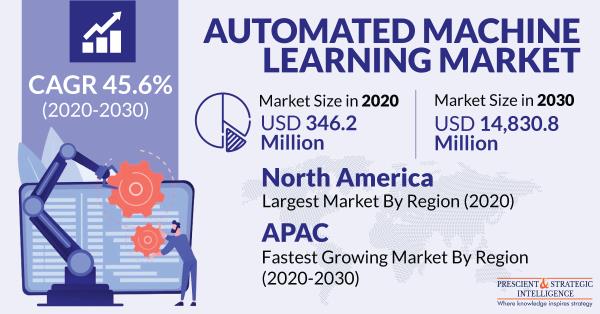 AUTOMATED MACHINE
LEARNING MARKET
CAGR 45.6%
(2020-2030)
Market Size in 2020
USD 346.2
Million
Market Size in 2030
USD 14,830.8
Million
North America
Largest Market By Region (2020)
APAC
Fastest Growing Market By Region
(2020-2030)
PRESCIENT & STRATEGIC
INTELLIGENCE
Where knowledge inspires strategy